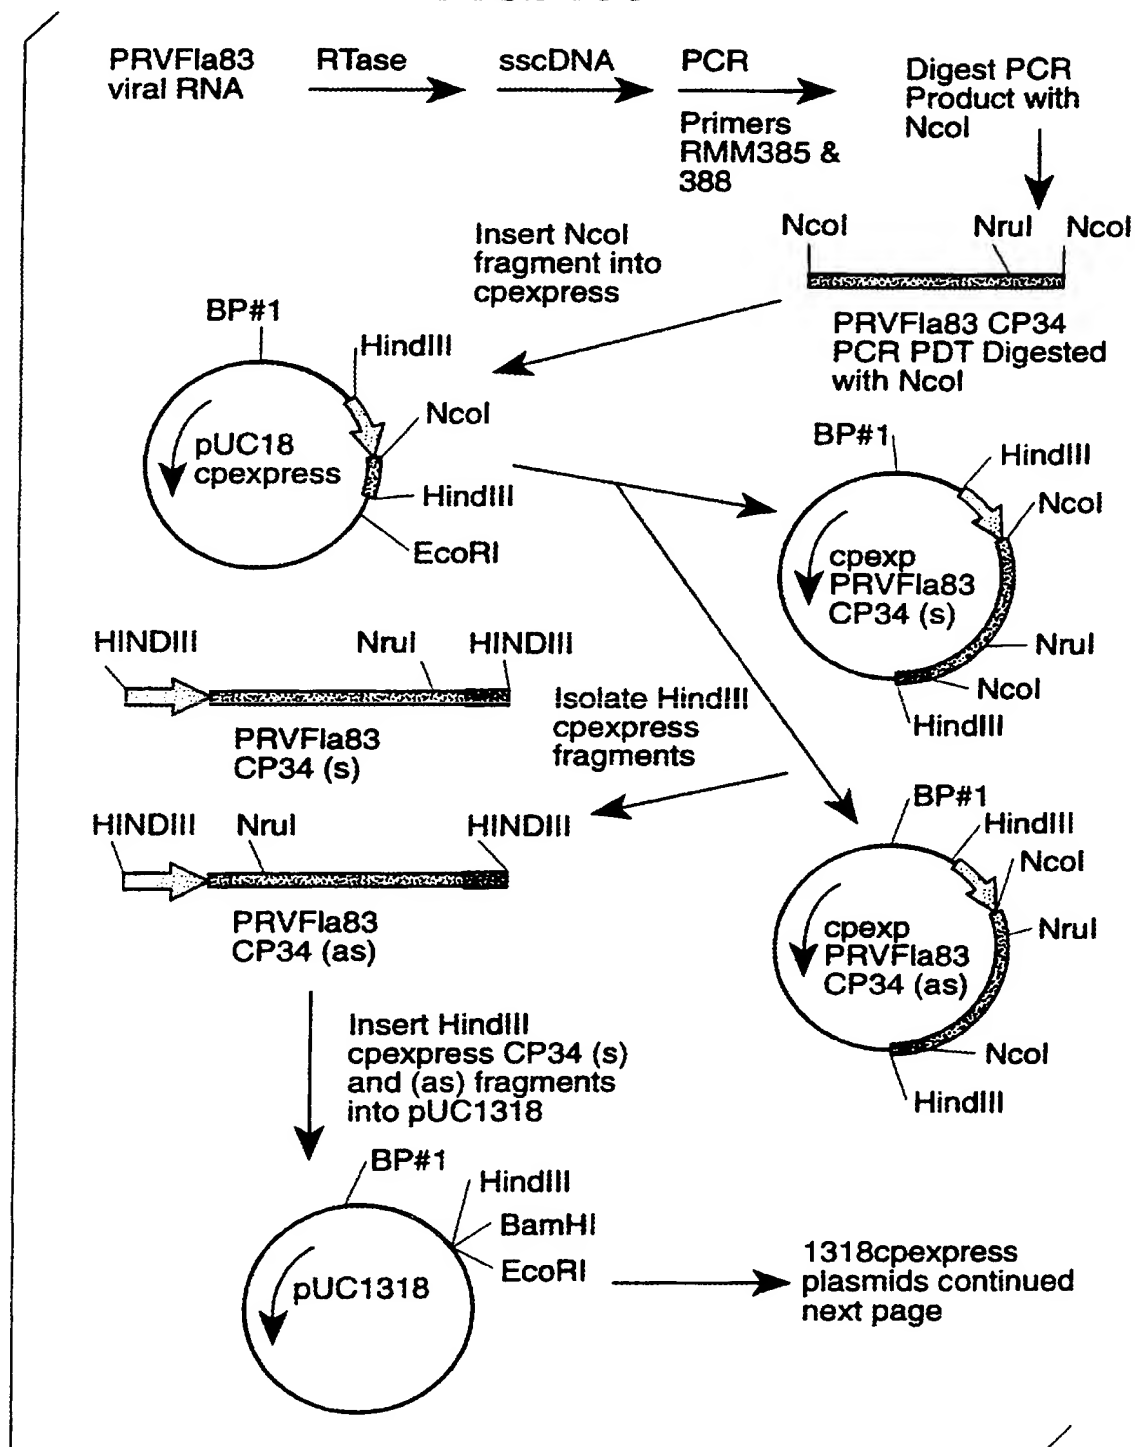 PRVFla83
viral RNA
RTase
sscDNA
PCR
Primers
RMM385 &
388
Digest PCR
Product with
NcoI
NcoI
NruI
NcoI
PRVFla83 CP34
PCR PDT Digested
with NcoI
Insert NcoI
fragment into
cpexpress
BP#1
HindIII
NcoI
pUC18
cpexpress
HindIII
EcoRI
BP#1
HindIII
NcoI
cpexp
PRVFla83
CP34 (s)
NruI
NcoI
HindIII
HINDIII
NruI
HINDIII
PRVFla83
CP34 (s)
Isolate HindIII
cpexpress
fragments
HINDIII
NruI
HINDIII
PRVFla83
CP34 (as)
BP#1
HindIII
NcoI
NruI
cpexp
PRVFla83
CP34 (as)
NcoI
HindIII
Insert HindIII
cpexpress CP34 (s)
and (as) fragments
into pUC1318
BP#1
HindIII
BamHI
EcoRI
pUC1318
1318cpexpress
plasmids continued
next page